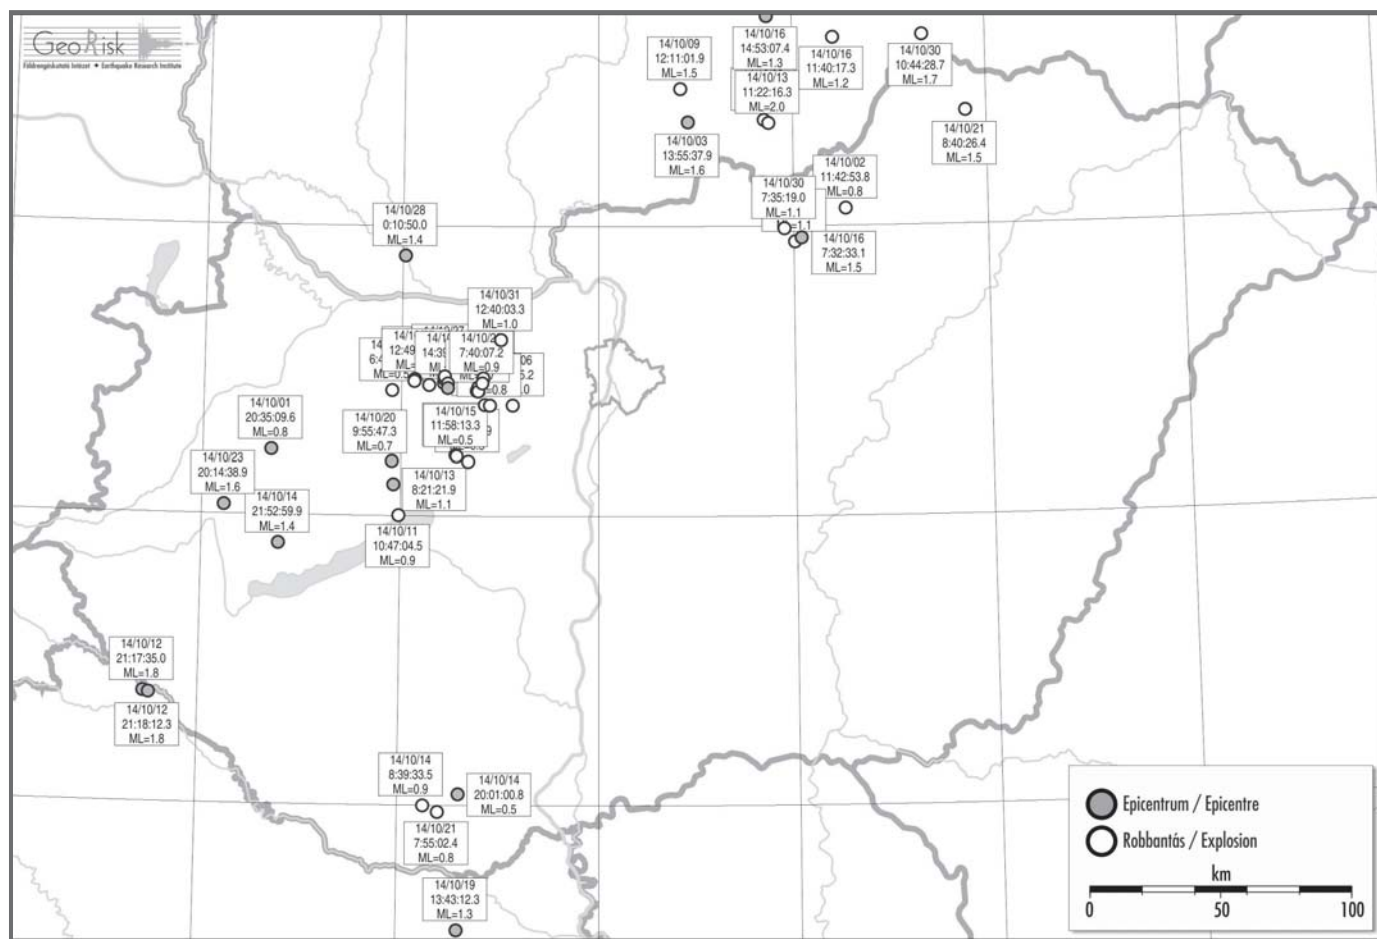 GeoRisk
Földrengéskutató Intézet ✦ Earthquake Research Institute
14/10/09
12:11:01.9
ML=1.5
14/10/16
14:53:07.4
ML=1.3
14/10/13
11:22:16.3
ML=2.0
14/10/16
11:40:17.3
ML=1.2
14/10/30
10:44:28.7
ML=1.7
14/10/03
13:55:37.9
ML=1.6
14/10/21
8:40:26.4
ML=1.5
14/10/02
11:42:53.8
ML=0.8
14/10/30
7:35:19.0
ML=1.1
ML=1.1
14/10/16
7:32:33.1
ML=1.5
14/10/28
0:10:50.0
ML=1.4
14/10/31
12:40:03.3
ML=1.0
7:40:07.2
ML=0.9
14/10/01
20:35:09.6
ML=0.8
14/10/20
9:55:47.3
ML=0.7
14/10/15
11:58:13.3
ML=0.5
14/10/23
20:14:38.9
ML=1.6
14/10/14
21:52:59.9
ML=1.4
14/10/13
8:21:21.9
ML=1.1
14/10/11
10:47:04.5
ML=0.9
14/10/12
21:17:35.0
ML=1.8
14/10/12
21:18:12.3
ML=1.8
14/10/14
8:39:33.5
ML=0.9
14/10/14
20:01:00.8
ML=0.5
14/10/21
7:55:02.4
ML=0.8
14/10/19
13:43:12.3
ML=1.3
Epicentrum / Epicentre
Robbantás / Explosion
km
0 50 100